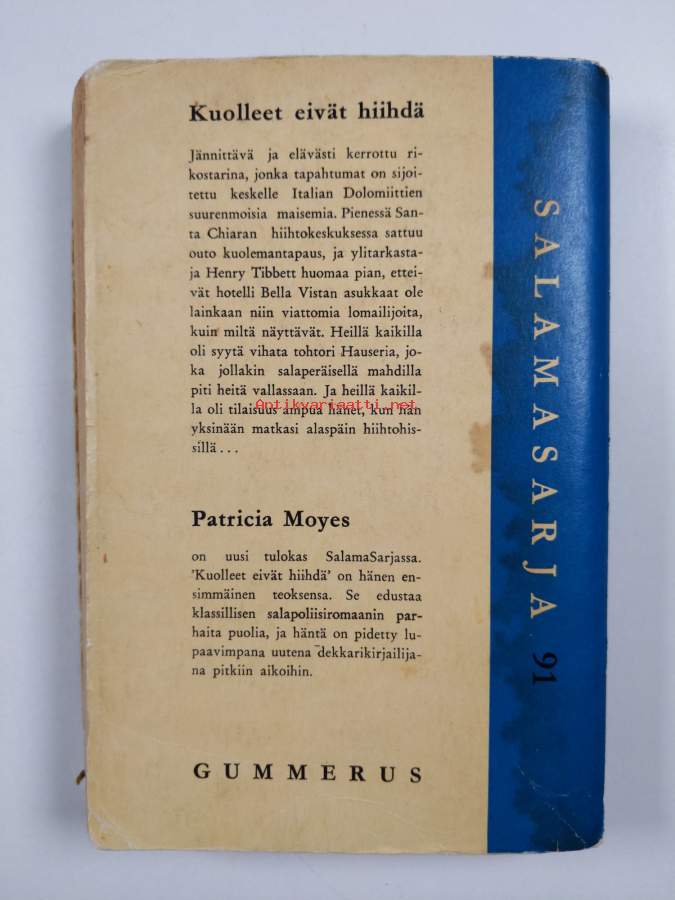 Kuolleet eivät hiihdä
Jännittävä ja elävästi kerrottu ri-
kostarina, jonka tapahtumat on sijoi-
tettu keskelle Italian Dolomiittien
suurenmoisia maisemia. Pienessä San-
ta Chiaran hiihtokeskuksessa sattuu
outo kuolemantapaus, ja ylitarkasta-
ja Henry Tibbett huomaa pian, ettei-
vät hotelli Bella Vistan asukkaat ole
lainkaan niin viattomia lomailijoita,
kuin miltä näyttävät. Heillä kaikilla
oli syytä vihata tohtori Hauseria, jo-
ka jollakin salaperäisellä mahdilla
piti heitä vallassaan. Ja heillä kaikil-
la oli tilaisuus ampua hänet, kun hän
Antikvariaatti.net
yksinään matkasi alaspäin hiihtohis-
sillä . . .
Patricia Moyes
on uusi tulokas SalamaSarjassa.
'Kuolleet eivät hiihdä' on hänen en-
simmäinen teoksensa. Se edustaa
klassillisen salapoliisiromaanin par-
haita puolia, ja häntä on pidetty lu-
paavimpana uutena dekkarikirjailija-
na pitkiin aikoihin.
GUMMERUS
SALAMASARJA 91